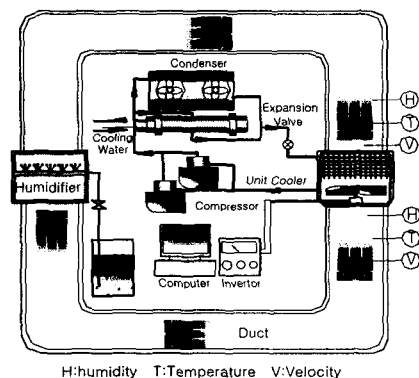 Condenser
Expansion
Valve
Cooling
Water
Unit Cooler
Compressor
Humidifier
Computer
Invertor
Duct
H
T
V
H
T
V
H:humidity T:Temperature V:Velocity